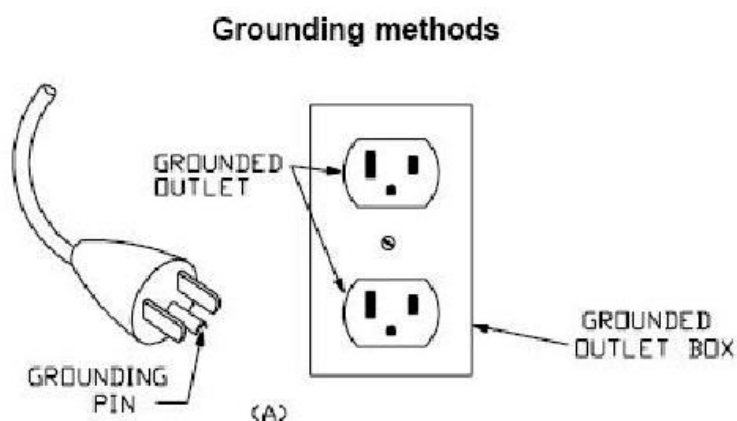 Grounding methods
GROUNDED
OUTLET
GROUNDED
OUTLET BOX
GROUNDING
PIN
(A)